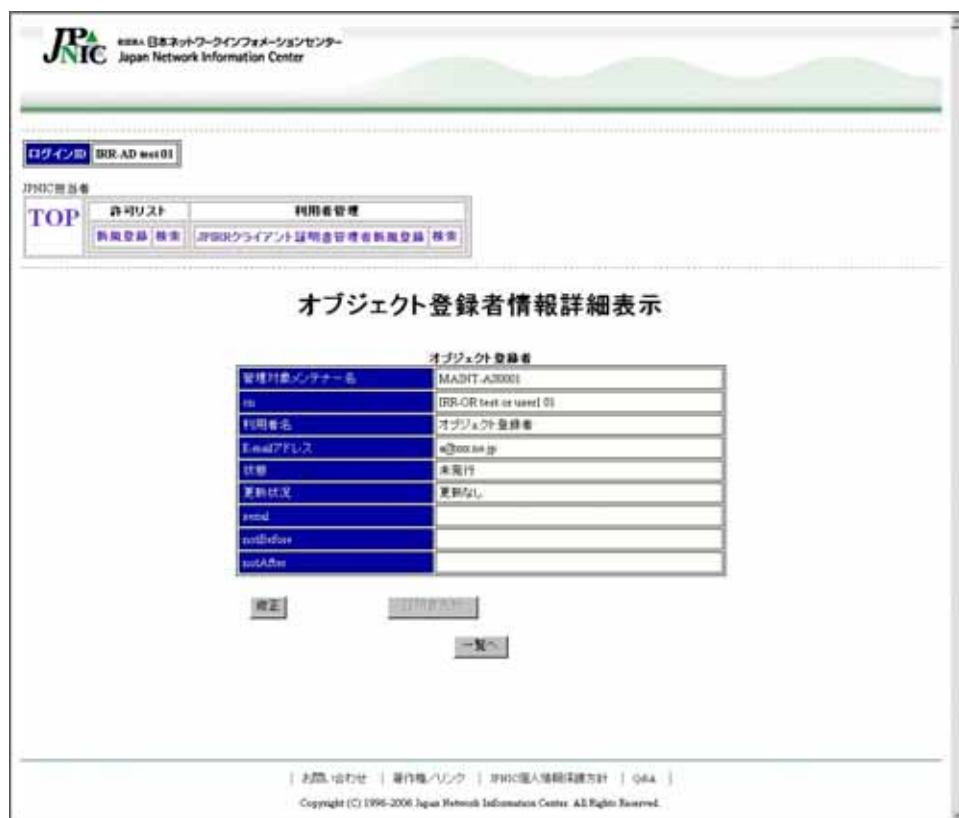 JPNIC
日本ネットワークインフォメーションセンター
Japan Network Information Center
ログインID IRR-AD test 01
JPNIC担当者
TOP 許可リスト 利用者管理
新規登録 検索 JPIRRクライアント証明書管理者新規登録 検索
オブジェクト登録者情報詳細表示
オブジェクト登録者
管理対象メンテナー名
cn IRR-OR test or user1 01
利用者名 オブジェクト登録者
E-mailアドレス
状態 未発行
更新状況 更新なし
serial
notBefore
notAfter
修正
一覧へ
| お問い合わせ | 著作権/リンク | JPNIC個人情報保護方針 | Q&A |
Copyright (C) 1996-2006 Japan Network Information Center. All Rights Reserved.